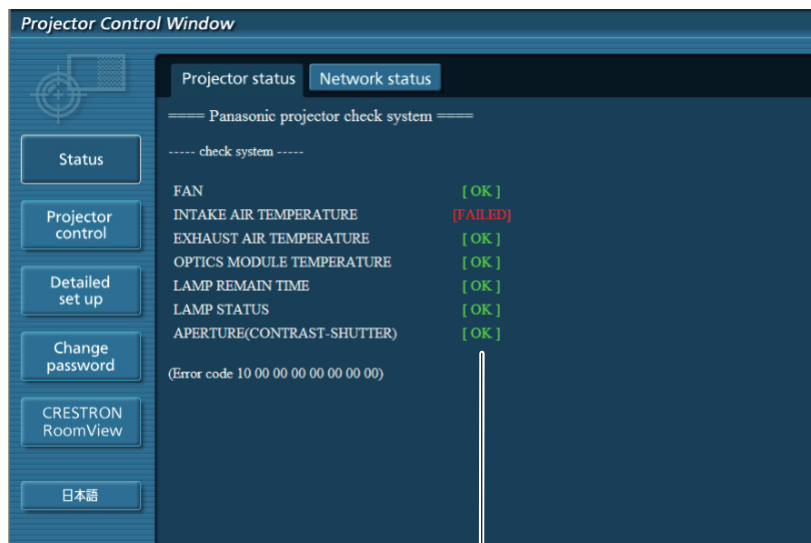 Projector Control Window
Projector status
Network status
==== Panasonic projector check system ====
----- check system -----
FAN [ OK ]
INTAKE AIR TEMPERATURE [FAILED]
EXHAUST AIR TEMPERATURE [ OK ]
OPTICS MODULE TEMPERATURE [ OK ]
LAMP REMAIN TIME [ OK ]
LAMP STATUS [ OK ]
APERTURE(CONTRAST-SHUTTER) [ OK ]
(Error code 10 00 00 00 00 00 00 00)
Status
Projector
control
Detailed
set up
Change
password
CRESTRON
RoomView
日本語